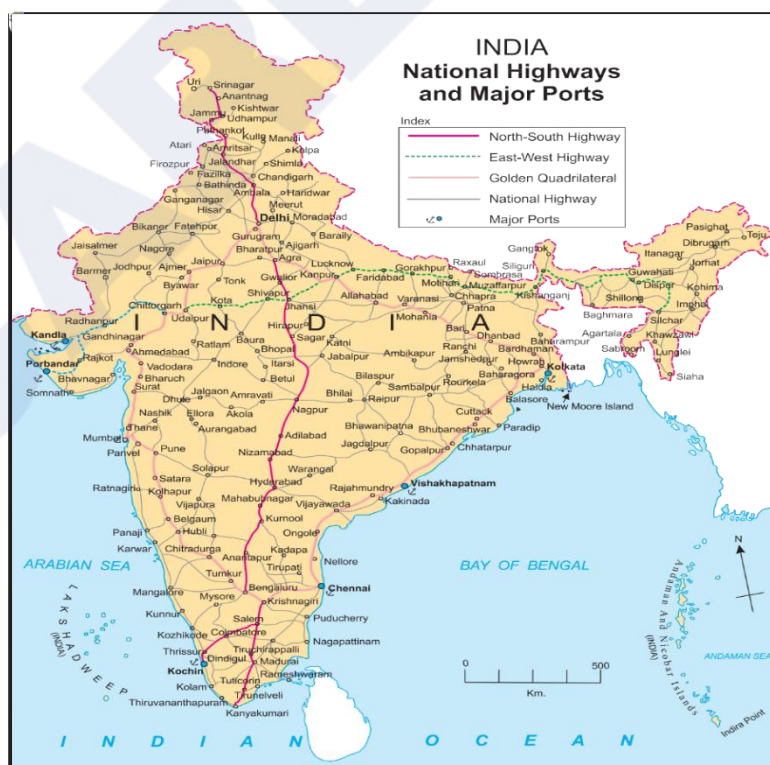 INDIA
National Highways
and Major Ports
Index
North-South Highway
East-West Highway
Golden Quadrilateral
National Highway
Major Ports
Uri
Srinagar
Anantnag
Kishtwar
Jammu
Udhampur
Pathankot
Kullu
Manali
Atari
Amritsar
Kalpa
Firozpur
Jalandhar
Shimla
Fazilka
Chandigarh
Bathinda
Ambala
Hardwar
Ganganagar
Meerut
Hisar
Delhi
Moradabad
Bikaner
Fatehpur
Gurugram
Baraily
Jaisalmer
Nagore
Bharatpur
Ajigarh
Jaipur
Agra
Lucknow
Barmer
Jodhpur
Ajmer
Gwalior
Kanpur
Faridabad
Gorakhpur
Raxaul
Sombrasa
Gangtok
Siliguri
Pasighat
Teju
Dibrugarh
Itanagar
Jorhat
Guwahati
Dispur
Kohima
Byawar
Tonk
Motihari
Muzaffarpur
Kishanganj
Shillong
Imphal
Chittorgarh
Kota
Shivapur
Jhansi
Allahabad
Varanasi
Chhapra
Patna
Baghmara
Silchar
Radhanpur
Udaipur
I N D I A
Mohania
Kandla
Gandhinagar
Hirapur
Bari
Dhanbad
Baharampur
Agartala
Khawzawl
Ratlam
Baura
Sagar
Katni
Ranchi
Bardhaman
Sabroom
Lunglei
Rajkot
Ahmedabad
Bhopal
Jabalpur
Ambikapur
Jamshedpur
Howrah
Porbandar
Vadodara
Indore
Itarsi
Baharagora
Kolkata
Siaha
Bhavnagar
Bharuch
Betul
Bilaspur
Rourkela
Haldia
Somnath
Surat
Jalgaon
Amravati
Bhilai
Sambalpur
Balasore
Dhule
Nagpur
Raipur
New Moore Island
Nashik
Ellora
Akola
Cuttack
Thane
Aurangabad
Bhawanipatna
Bhubaneshwar
Paradip
Mumbai
Adilabad
Jagdalpur
Gopalpur
Chhatarpur
Panvel
Pune
Nizamabad
Solapur
Warangal
Satara
Ratnagiri
Hyderabad
Rajahmundry
Vishakhapatnam
Kolhapur
Vijapura
Mahabubnagar
Vijayawada
Kakinada
Belgaum
Kurnool
Panaji
Hubli
Ongole
Karwar
Chitradurga
Anantapur
Kadapa
Nellore
ARABIAN SEA
BAY OF BENGAL
N
Tumkur
Tirupati
Mangalore
Bengaluru
Chennai
Mysore
Krishnagiri
Kunnur
Salem
Puducherry
Kozhikode
Coimbatore
LAKSHADWEEP
(INDIA)
Andaman And Nicobar Islands
(INDIA)
Thrissur
Tiruchirappalli
Nagapattinam
Dindigul
Madurai
ANDAMAN SEA
Kochin
0
500
Km.
Kolam
Tuticorin
Rameshwaram
Tirunelveli
Thiruvananthapuram
Kanyakumari
Indira Point
INDIAN OCEAN